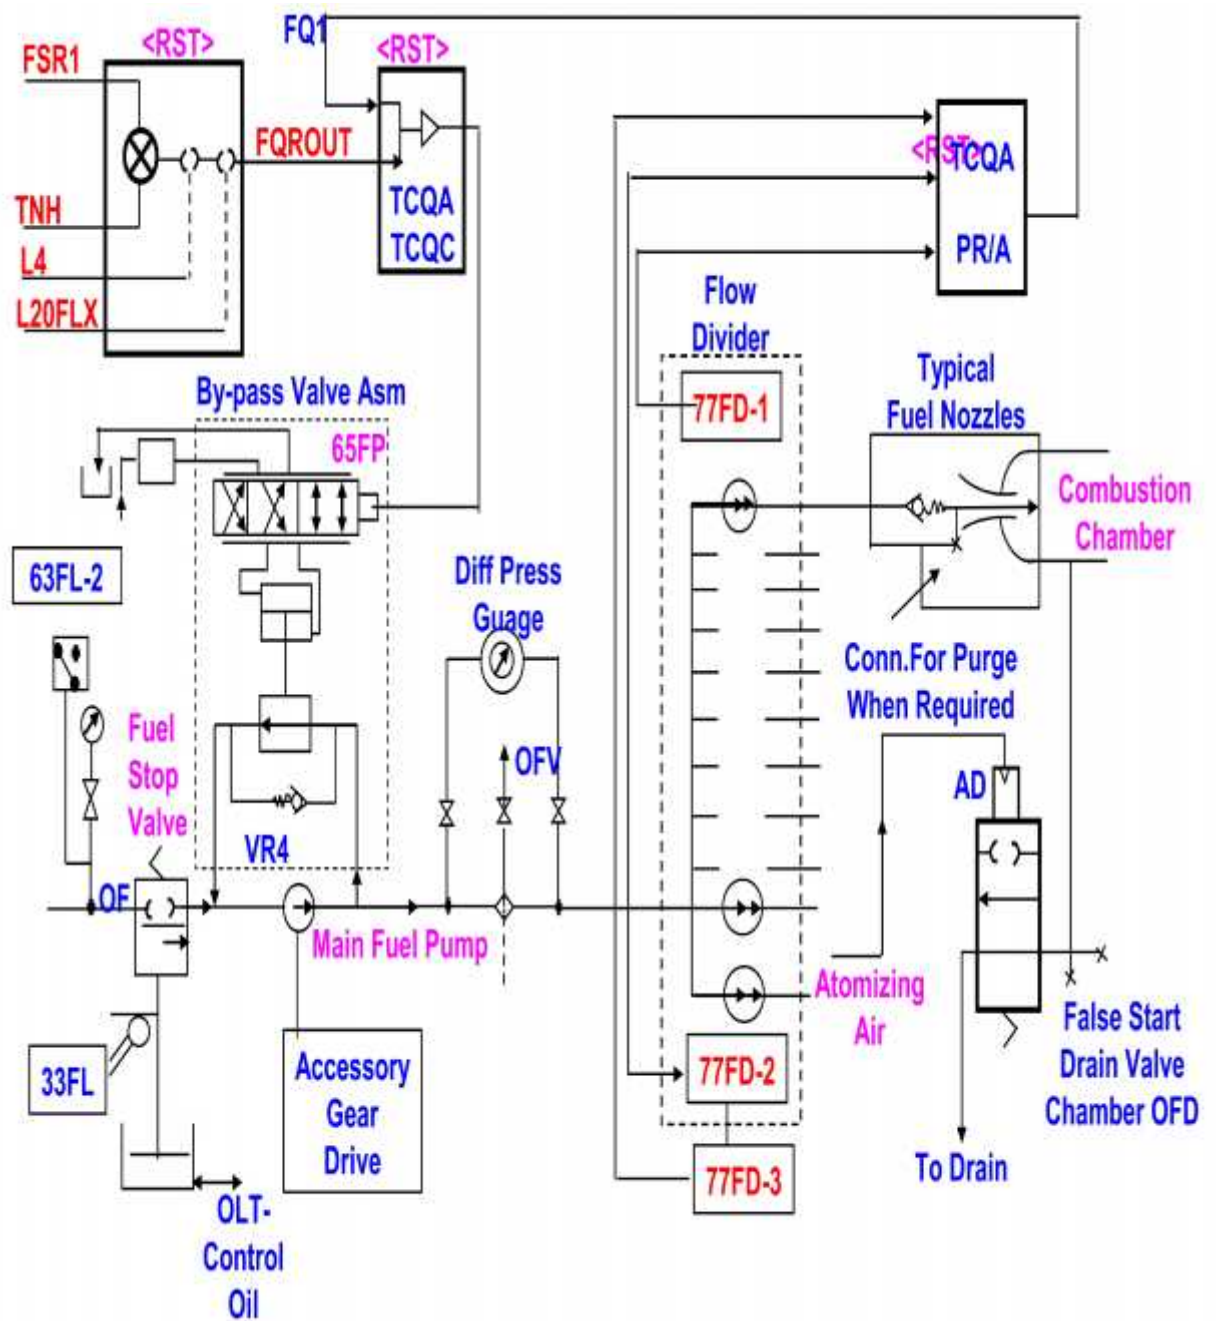 <RST>
FSR1
TNH
L4
L20FLX
FQROUT
FQ1
<RST>
TCQA
TCQC
<RST>
TCQA
PR/A
By-pass Valve Asm
65FP
63FL-2
Fuel
Stop
Valve
VR4
OF
33FL
OLT-
Control
Oil
Main Fuel Pump
Accessory
Gear
Drive
Diff Press
Guage
OFV
Flow
Divider
77FD-1
77FD-2
77FD-3
Typical
Fuel Nozzles
Combustion
Chamber
Conn.For Purge
When Required
AD
Atomizing
Air
False Start
Drain Valve
Chamber OFD
To Drain